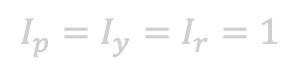 I_p = I_y = I_r = 1